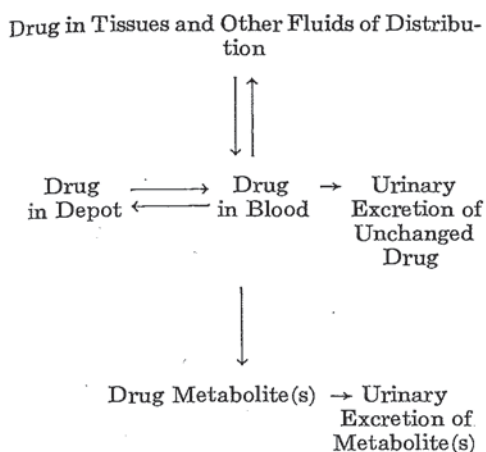 Drug in Tissues and Other Fluids of Distribu-
tion
Drug
in Depot
Drug
in Blood
→ Urinary
Excretion of
Unchanged
Drug
Drug Metabolite(s) → Urinary
Excretion of
Metabolite(s)